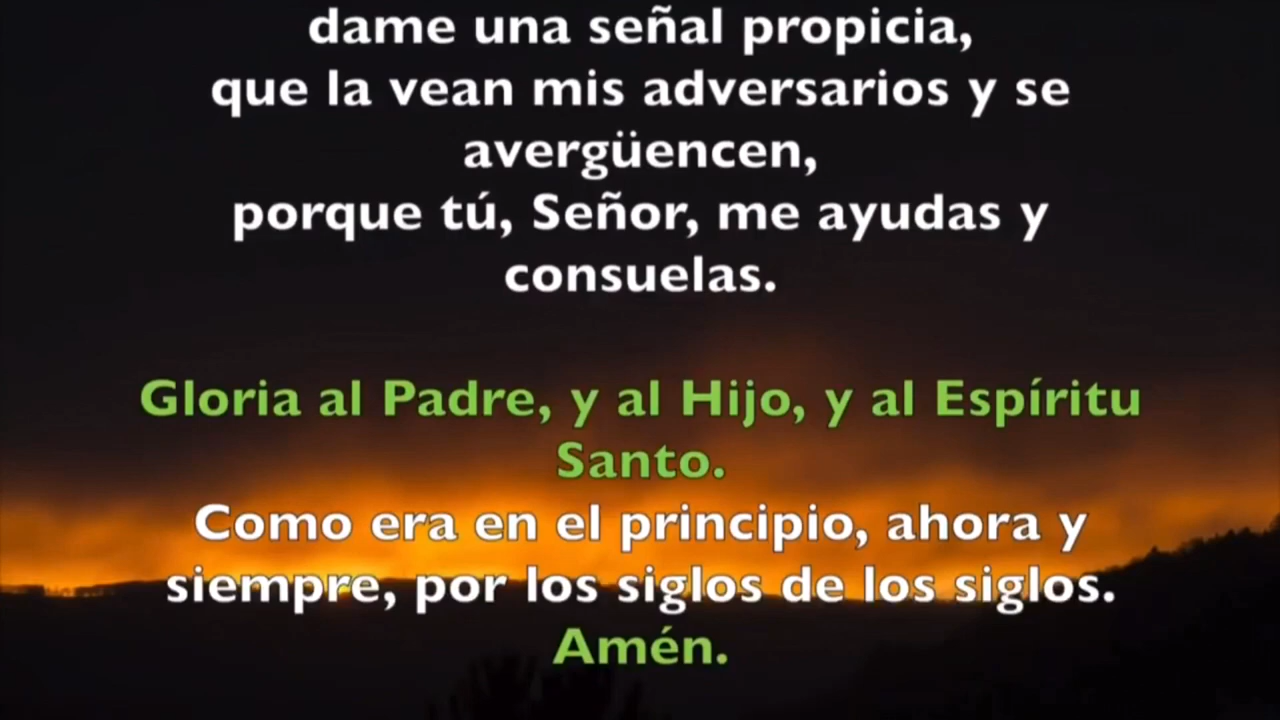 dame una señal propicia,
que la vean mis adversarios y se
avergüencen,
porque tú, Señor, me ayudas y
consuelas.
Gloria al Padre, y al Hijo, y al Espíritu
Santo.
Como era en el principio, ahora y
siempre, por los siglos de los siglos.
Amén.